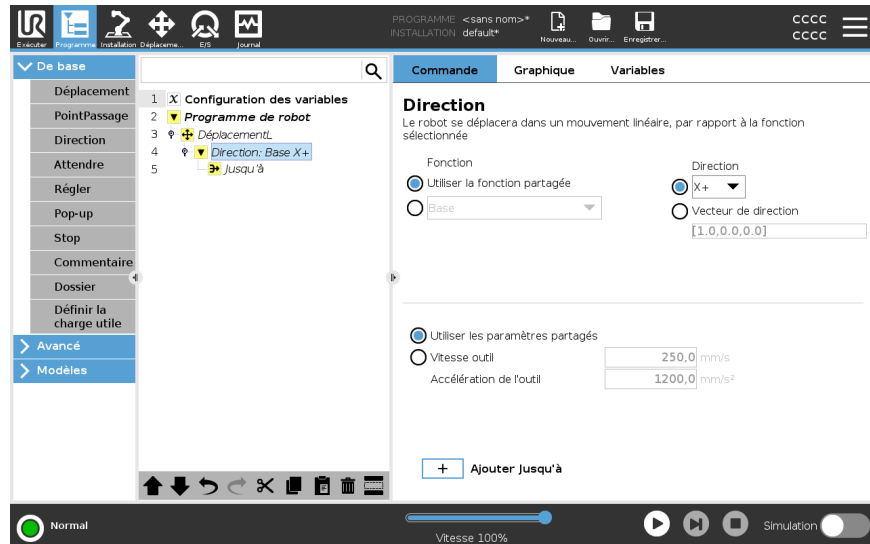 PROGRAMME <sans nom>*
INSTALLATION default*
UR
Exécuter
Programme
Installation
Déplaceme...
E/S
Journal
Nouveau...
Ouvrir...
Enregistrer...
CCCC
CCCC
De base
Déplacement
PointPassage
Direction
Attendre
Régler
Pop-up
Stop
Commentaire
Dossier
Définir la
charge utile
Avancé
Modèles
1 X Configuration des variables
2 Programme de robot
3 DéplacementL
4 Direction: Base X+
5 Jusqu'à
Commande Graphique Variables
Direction
Le robot se déplacera dans un mouvement linéaire, par rapport à la fonction
sélectionnée
Fonction
Utiliser la fonction partagée
Base
Direction
X+
Vecteur de direction
[1.0,0.0,0.0]
Utiliser les paramètres partagés
Vitesse outil 250,0 mm/s
Accélération de l'outil 1200,0 mm/s²
+ Ajouter Jusqu'à
Normal
Vitesse 100%
Simulation